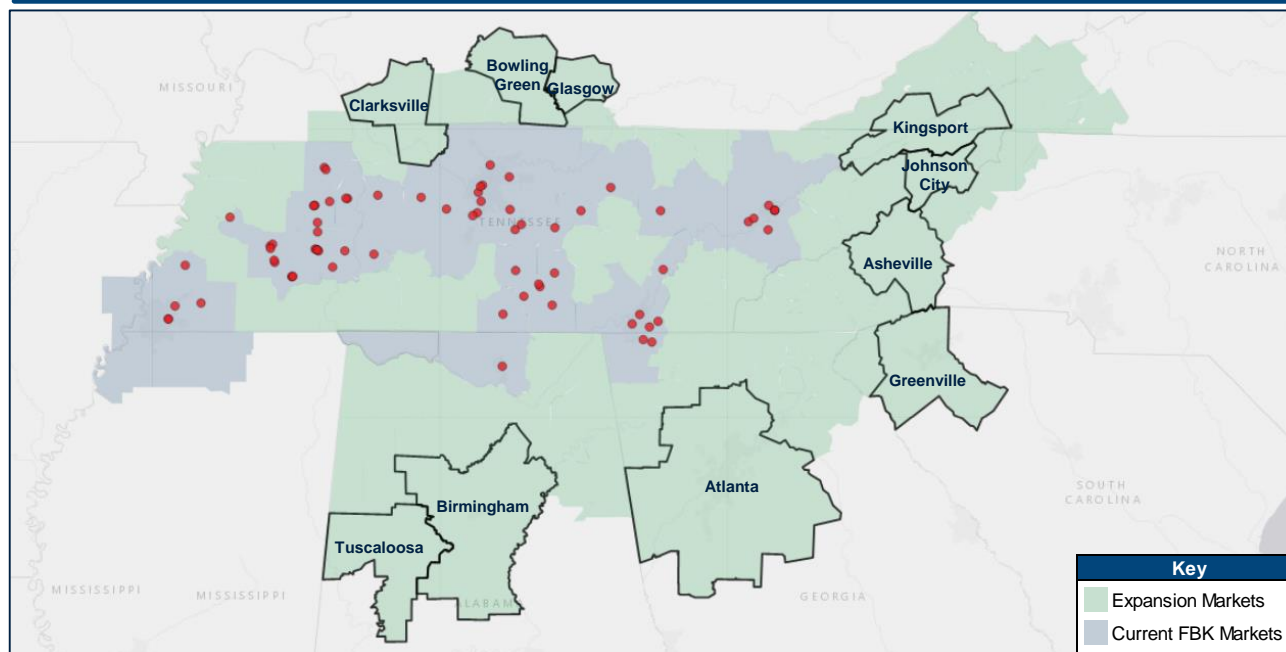 Bowling
Green
Glasgow
MISSOURI
Clarksville
Kingsport
Johnson
City
TENNESSEE
NORTH
CAROLINA
Asheville
Greenville
Atlanta
SOUTH
CAROLINA
Birmingham
Tuscaloosa
Key
MISSISSIPPI
MISSISSIPPI
ALABAMA
GEORGIA
Expansion Markets
Current FBK Markets